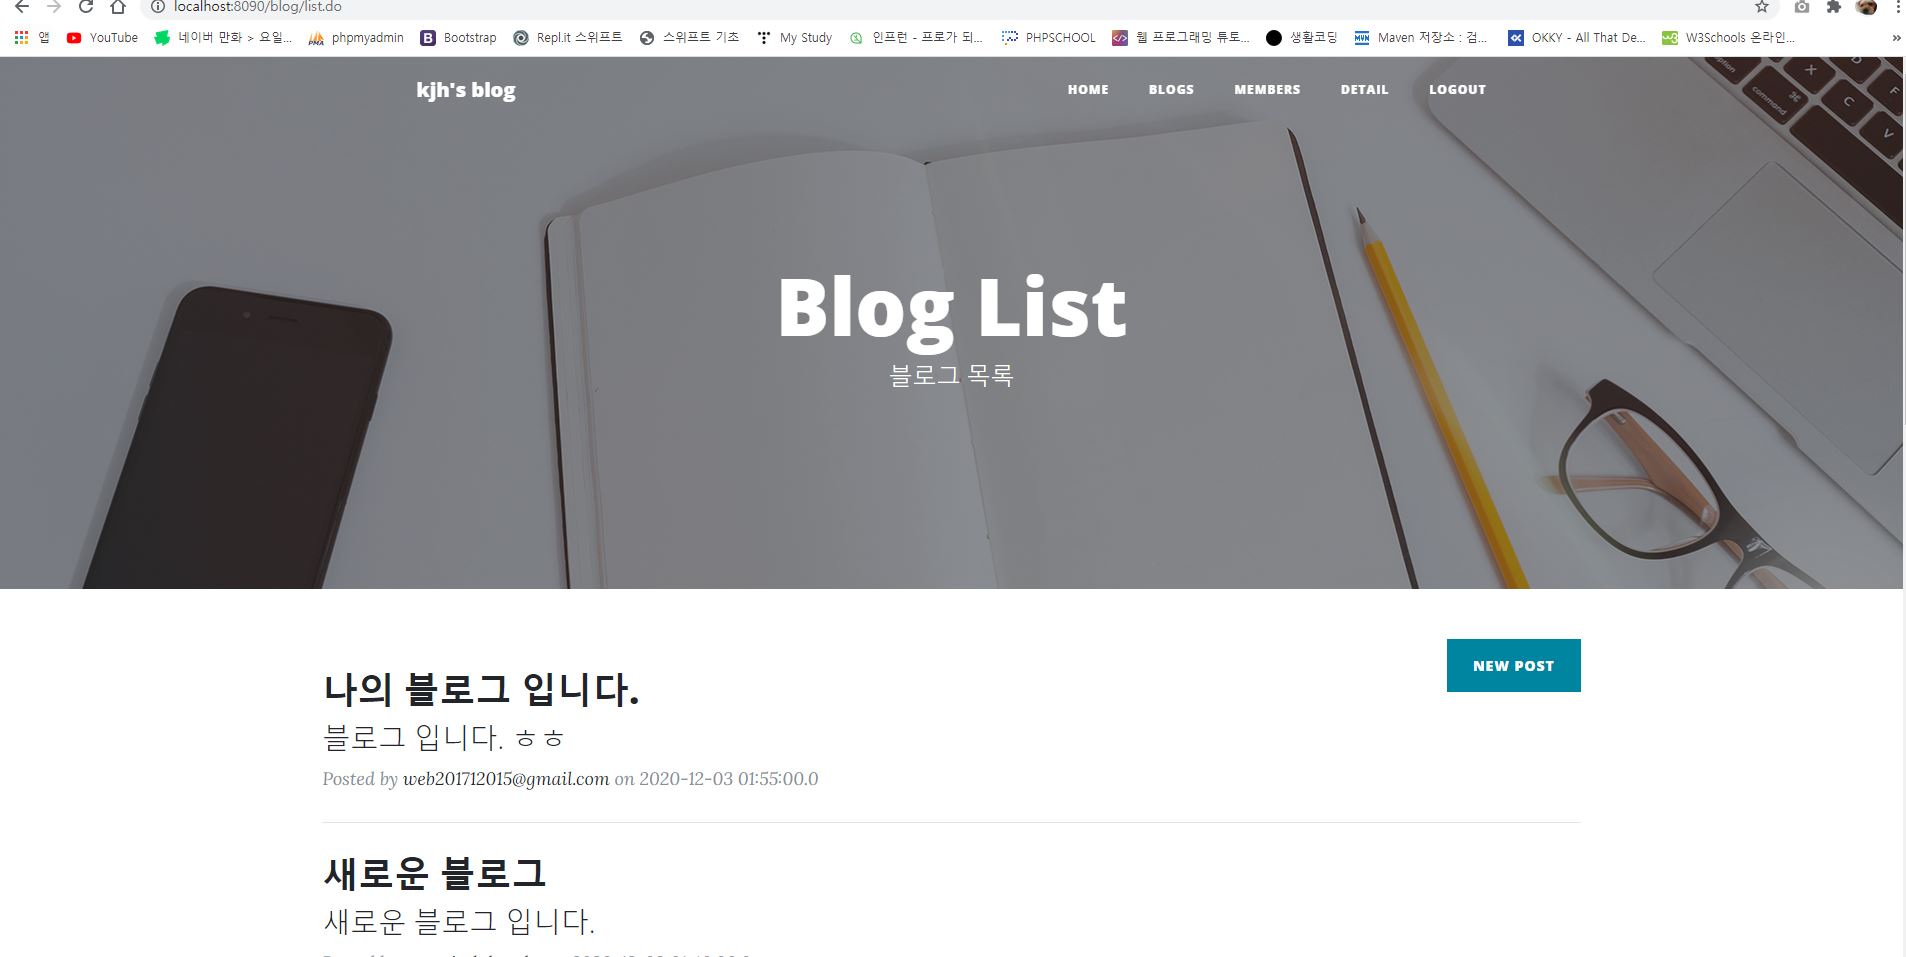 localhost:8090/blog/list.do
앱 YouTube 네이버 만화 > 요일... phpmyadmin Bootstrap Repl.it 스위프트 스위프트 기초 My Study 인프런 - 프로가 되... PHPSCHOOL 웹 프로그래밍 튜토... 생활코딩 Maven 저장소 : 검... OKKY - All That De... W3Schools 온라인... »
kjh's blog HOME BLOGS MEMBERS DETAIL LOGOUT
Blog List
블로그 목록
NEW POST
나의 블로그 입니다.
블로그 입니다. ㅎㅎ
Posted by web201712015@gmail.com on 2020-12-03 01:55:00.0
새로운 블로그
새로운 블로그 입니다.